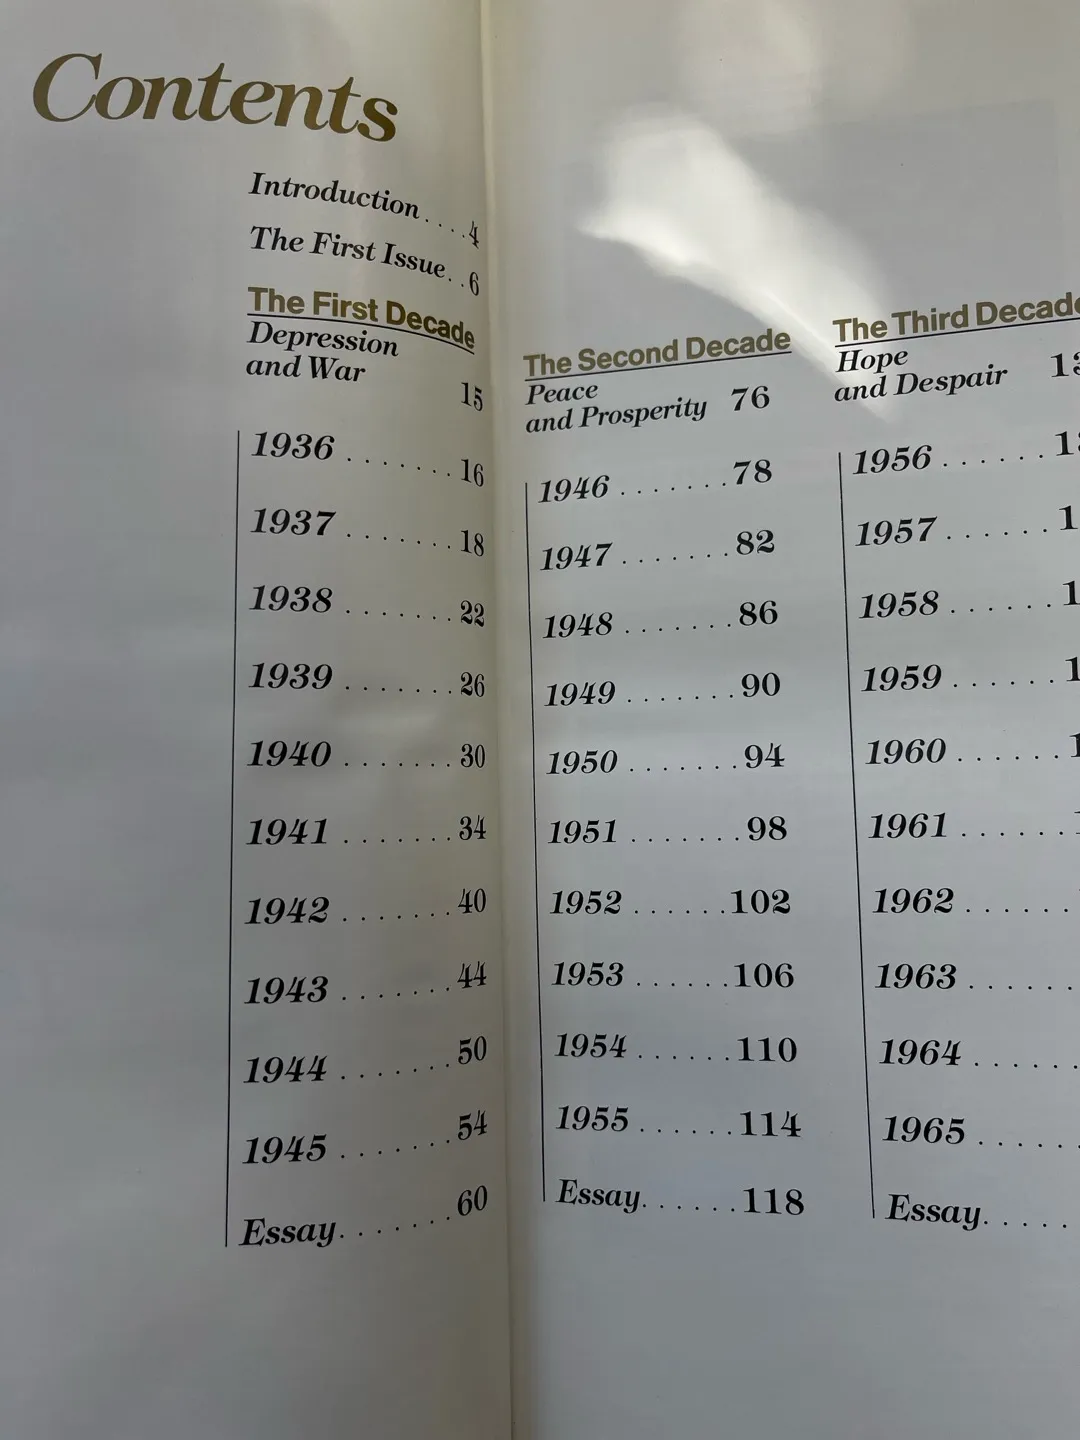 Contents
Introduction....4
The First Issue..6
The First Decade
Depression
and War
15
1936.......16
1937.......18
1938.......22
1939.......26
1940.......30
1941.......34
1942.......40
1943.......44
1944.......50
1945.......54
Essay.......60
The Second Decade
Peace
and Prosperity 76
1946.......78
1947.......82
1948.......86
1949.......90
1950.......94
1951.......98
1952......102
1953......106
1954......110
1955......114
Essay......118
The Third Decade
Hope
and Despair
1956......
1957......
1958......
1959......
1960......
1961......
1962......
1963......
1964......
1965......
Essay.....